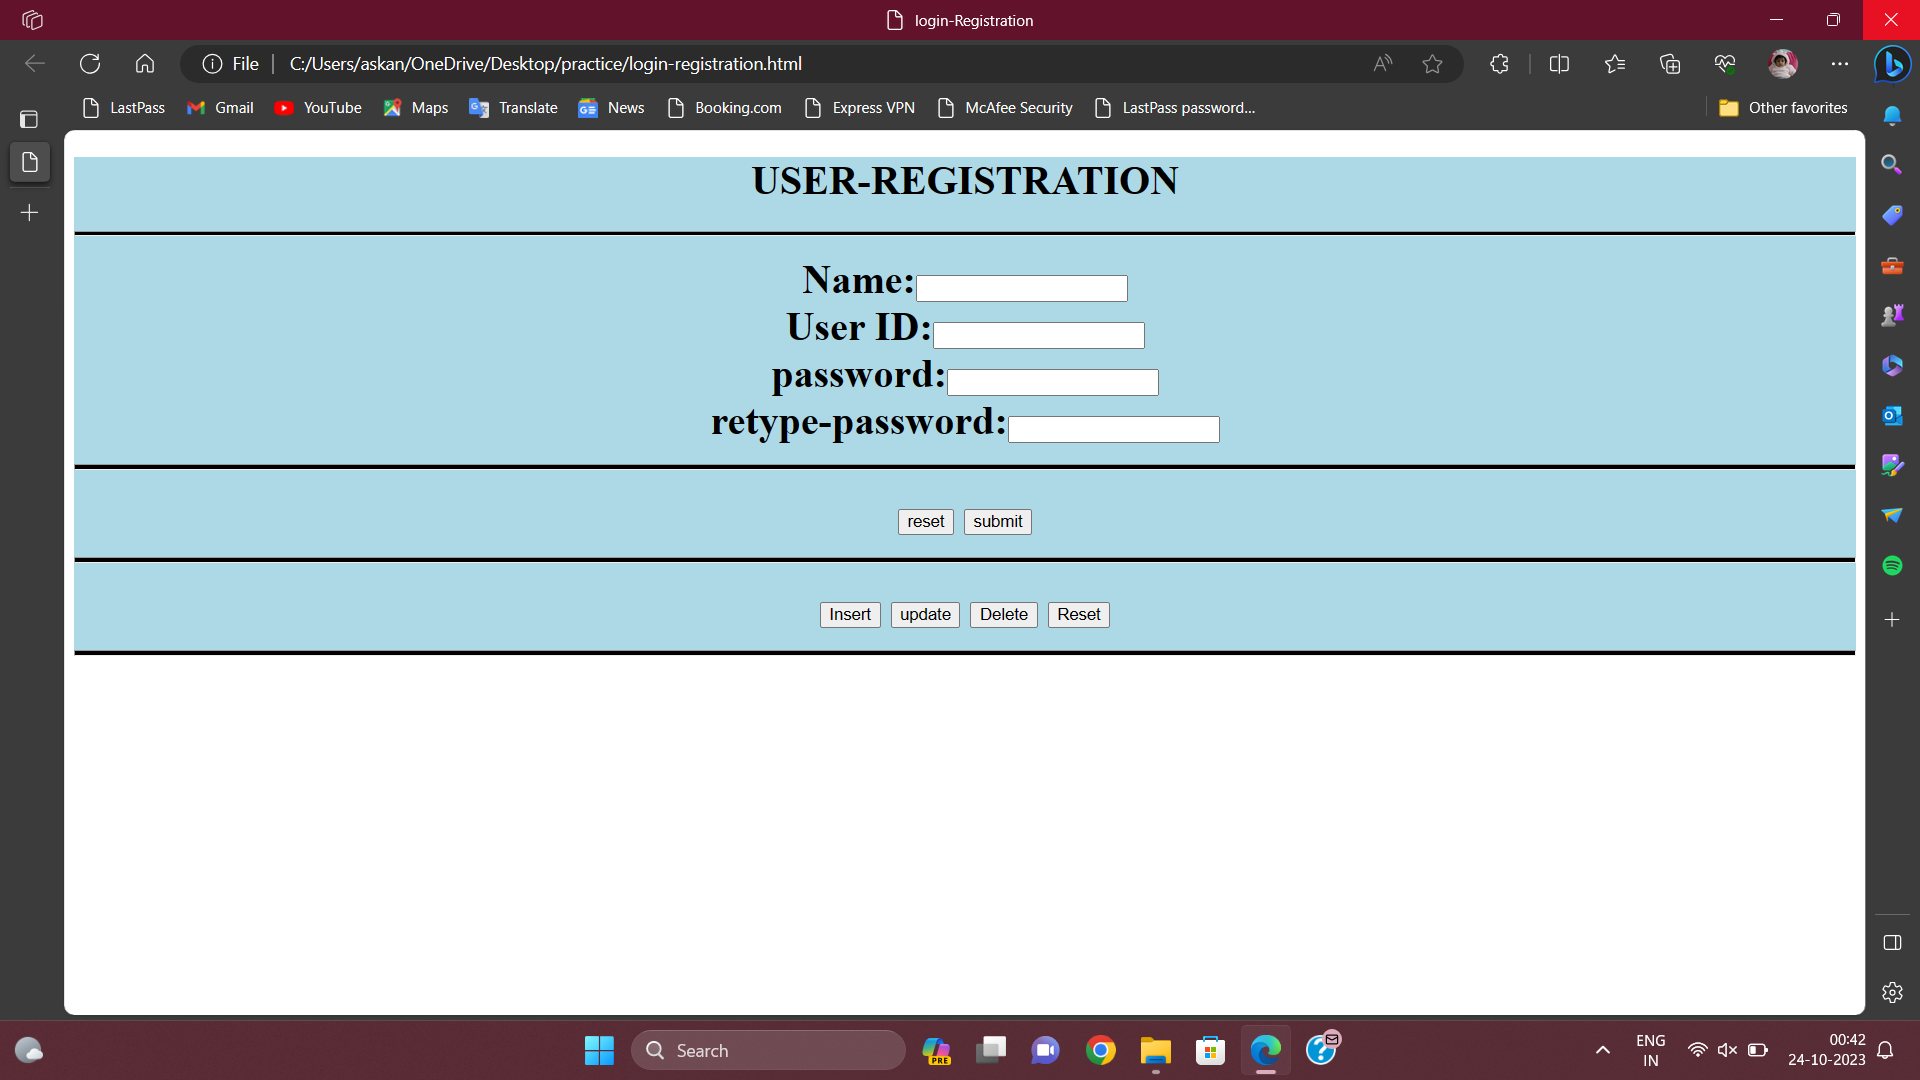 login-Registration
File C:/Users/askan/OneDrive/Desktop/practice/login-registration.html
LastPass Gmail YouTube Maps Translate News Booking.com Express VPN McAfee Security LastPass password... Other favorites
USER-REGISTRATION
Name:
User ID:
password:
retype-password:
reset submit
Insert update Delete Reset
Search
PRE
ENG
IN
00:42
24-10-2023